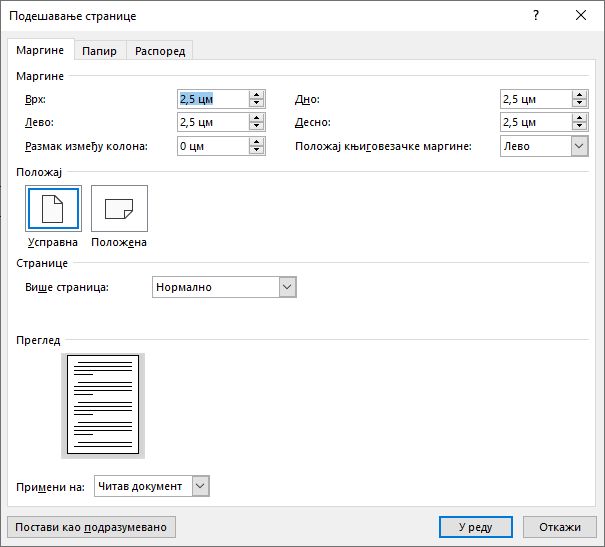 Подешавање странице ?
Маргине Папир Распоред
Маргине
Врх: 2,5 цм Дно: 2,5 цм
Лево: 2,5 цм Десно: 2,5 цм
Размак између колона: 0 цм Положај књиговезачке маргине: Лево
Положај
Усправна Положена
Странице
Више страница: Нормално
Преглед
Примени на: Читав документ
Постави као подразумевано У реду Откажи